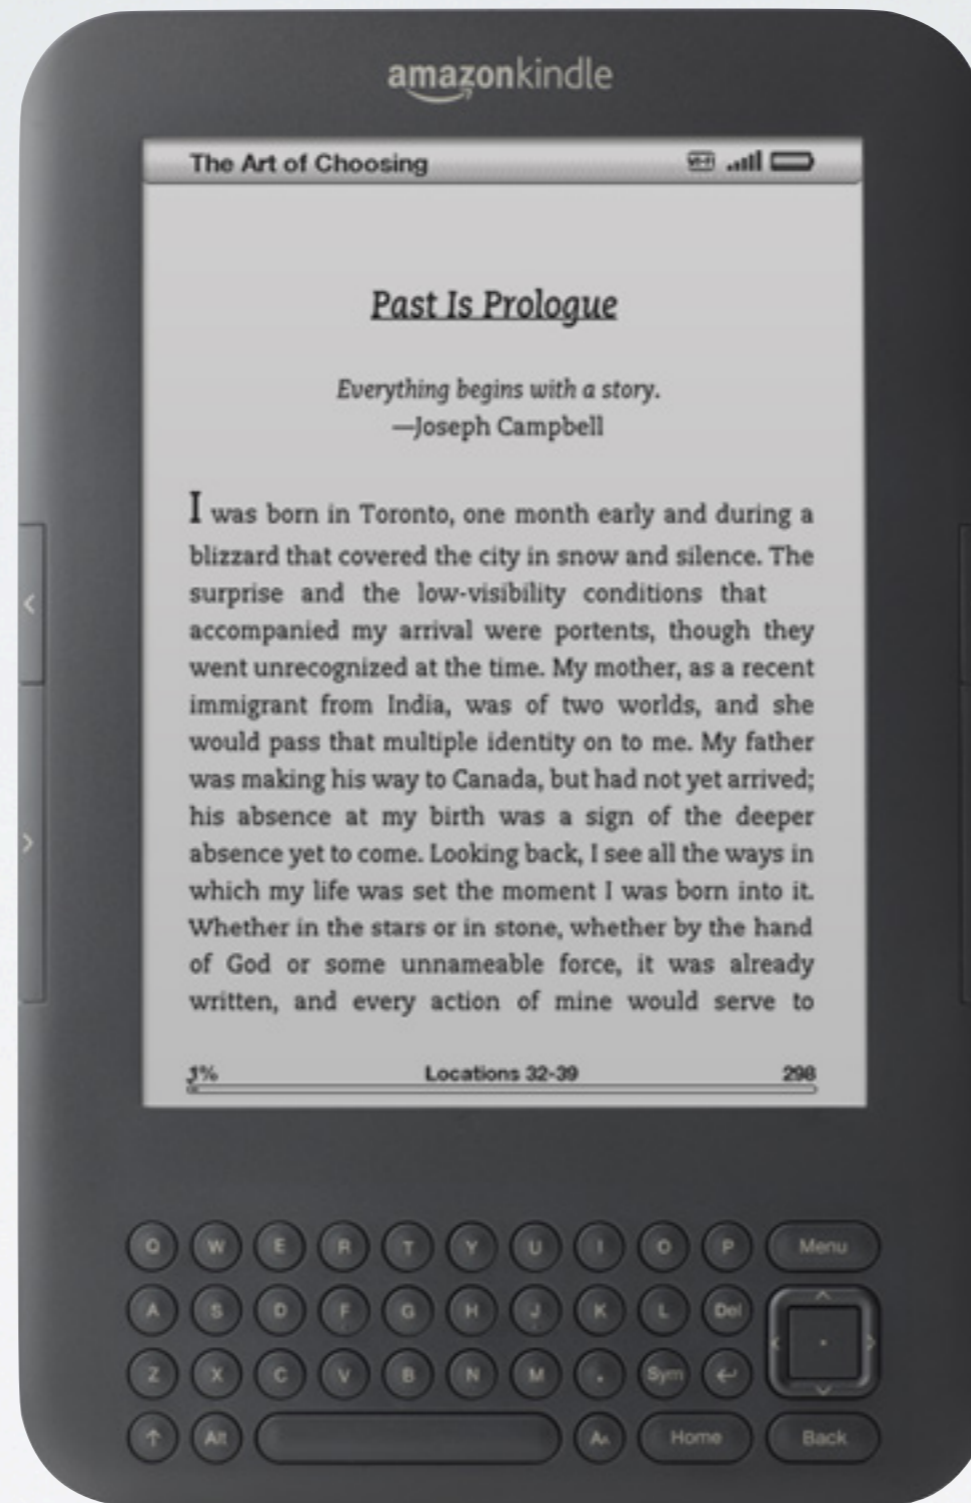 amazonkindle
The Art of Choosing
Wi-Fi
Past Is Prologue
Everything begins with a story.
—Joseph Campbell
I was born in Toronto, one month early and during a
blizzard that covered the city in snow and silence. The
surprise and the low-visibility conditions that
accompanied my arrival were portents, though they
went unrecognized at the time. My mother, as a recent
immigrant from India, was of two worlds, and she
would pass that multiple identity on to me. My father
was making his way to Canada, but had not yet arrived;
his absence at my birth was a sign of the deeper
absence yet to come. Looking back, I see all the ways in
which my life was set the moment I was born into it.
Whether in the stars or in stone, whether by the hand
of God or some unnameable force, it was already
written, and every action of mine would serve to
1% Locations 32-39 298
Q W E R T Y U I O P Menu
A S D F G H J K L Del
Z X C V B N M . Sym
Alt Aa Home Back